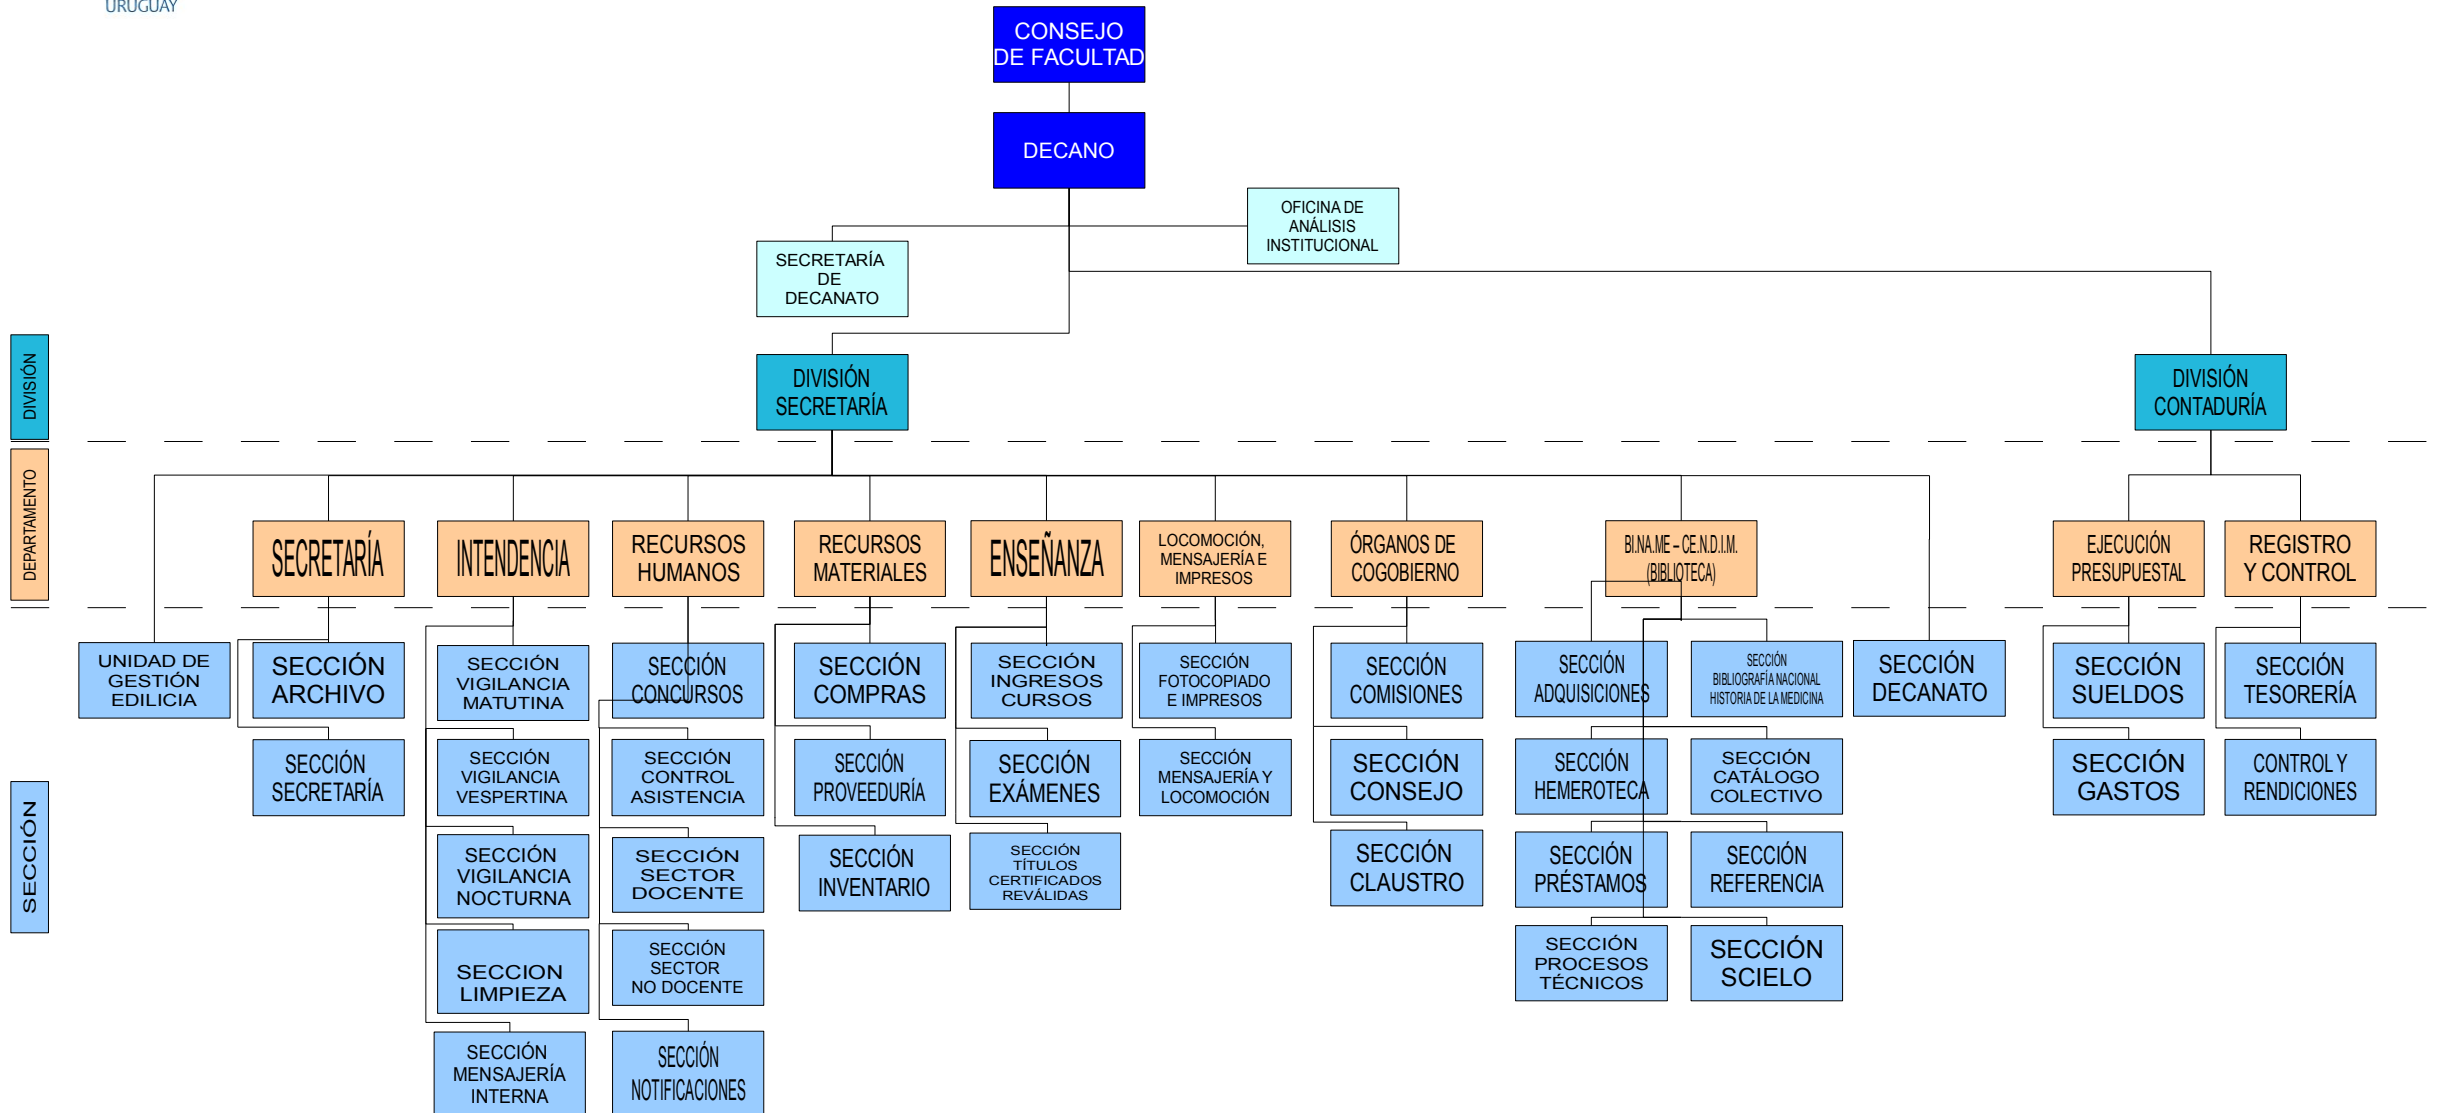 URUGUAY
CONSEJO
DE FACULTAD
DECANO
OFICINA DE
ANÁLISIS
INSTITUCIONAL
SECRETARÍA
DE
DECANATO
DIVISIÓN
DIVISIÓN
SECRETARÍA
DIVISIÓN
CONTADURÍA
DEPARTAMENTO
SECRETARÍA
INTENDENCIA
RECURSOS
HUMANOS
RECURSOS
MATERIALES
ENSEÑANZA
LOCOMOCIÓN,
MENSAJERÍA E
IMPRESOS
ÓRGANOS DE
COGOBIERNO
BI.NA.ME – CE.N.D.I.M.
(BIBLIOTECA)
EJECUCIÓN
PRESUPUESTAL
REGISTRO
Y CONTROL
SECCIÓN
UNIDAD DE
GESTIÓN
EDILICIA
SECCIÓN
ARCHIVO
SECCIÓN
VIGILANCIA
MATUTINA
SECCIÓN
CONCURSOS
SECCIÓN
COMPRAS
SECCIÓN
INGRESOS
CURSOS
SECCIÓN
FOTOCOPIADO
E IMPRESOS
SECCIÓN
COMISIONES
SECCIÓN
ADQUISICIONES
SECCIÓN
BIBLIOGRAFÍA NACIONAL
HISTORIA DE LA MEDICINA
SECCIÓN
DECANATO
SECCIÓN
SUELDOS
SECCIÓN
TESORERÍA
SECCIÓN
SECRETARÍA
SECCIÓN
VIGILANCIA
VESPERTINA
SECCIÓN
CONTROL
ASISTENCIA
SECCIÓN
PROVEEDURÍA
SECCIÓN
EXÁMENES
SECCIÓN
MENSAJERÍA Y
LOCOMOCIÓN
SECCIÓN
CONSEJO
SECCIÓN
HEMEROTECA
SECCIÓN
CATÁLOGO
COLECTIVO
SECCIÓN
GASTOS
CONTROL Y
RENDICIONES
SECCIÓN
VIGILANCIA
NOCTURNA
SECCIÓN
SECTOR
DOCENTE
SECCIÓN
INVENTARIO
SECCIÓN
TÍTULOS
CERTIFICADOS
REVÁLIDAS
SECCIÓN
CLAUSTRO
SECCIÓN
PRÉSTAMOS
SECCIÓN
REFERENCIA
SECCION
LIMPIEZA
SECCIÓN
SECTOR
NO DOCENTE
SECCIÓN
PROCESOS
TÉCNICOS
SECCIÓN
SCIELO
SECCIÓN
MENSAJERÍA
INTERNA
SECCIÓN
NOTIFICACIONES